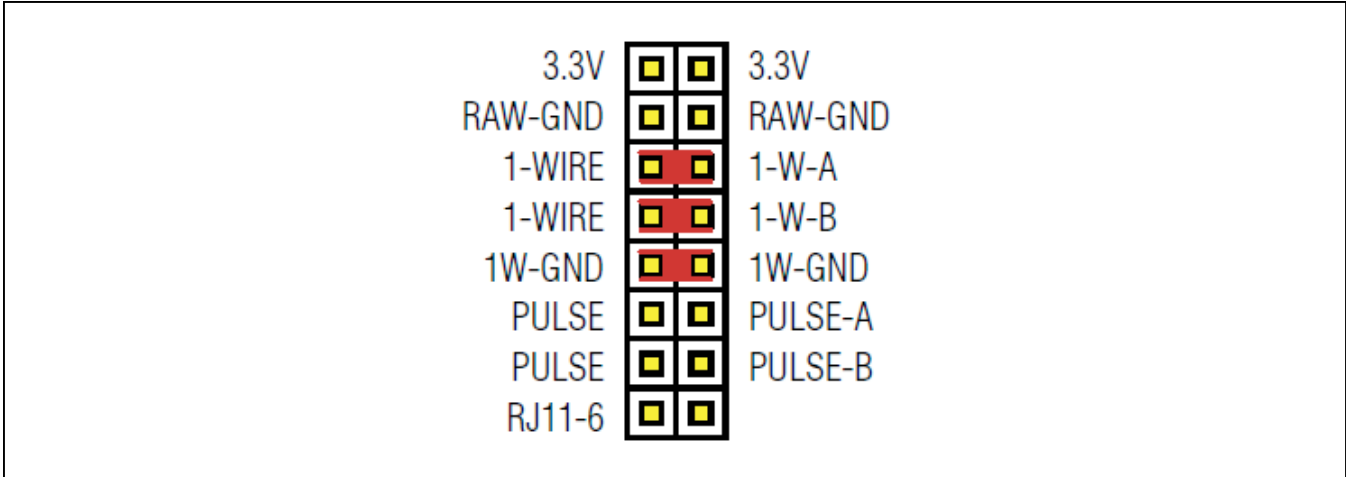 3.3V 3.3V
RAW-GND RAW-GND
1-WIRE 1-W-A
1-WIRE 1-W-B
1W-GND 1W-GND
PULSE PULSE-A
PULSE PULSE-B
RJ11-6